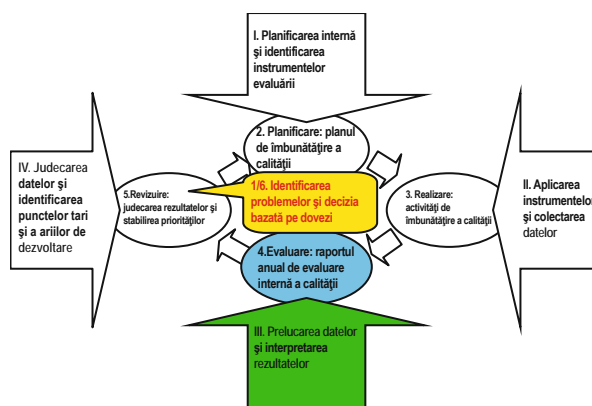 I. Planificarea internă
şi identificarea
instrumentelor
evaluării
2. Planificare: planul
de îmbunătăţire a
calităţii
IV. Judecarea
datelor şi
identificarea
punctelor tari
şi a ariilor de
dezvoltare
5.Revizuire:
judecarea rezultatelor şi
stabilirea priorităţilor
1/6. Identificarea
problemelor şi decizia
bazată pe dovezi
3. Realizare:
activităţi de
îmbunătăţire a calităţii
II. Aplicarea
instrumentelor
şi colectarea
datelor
4.Evaluare: raportul
anual de evaluare
internă a calităţii
III. Prelucarea datelor
şi interpretarea
rezultatelor